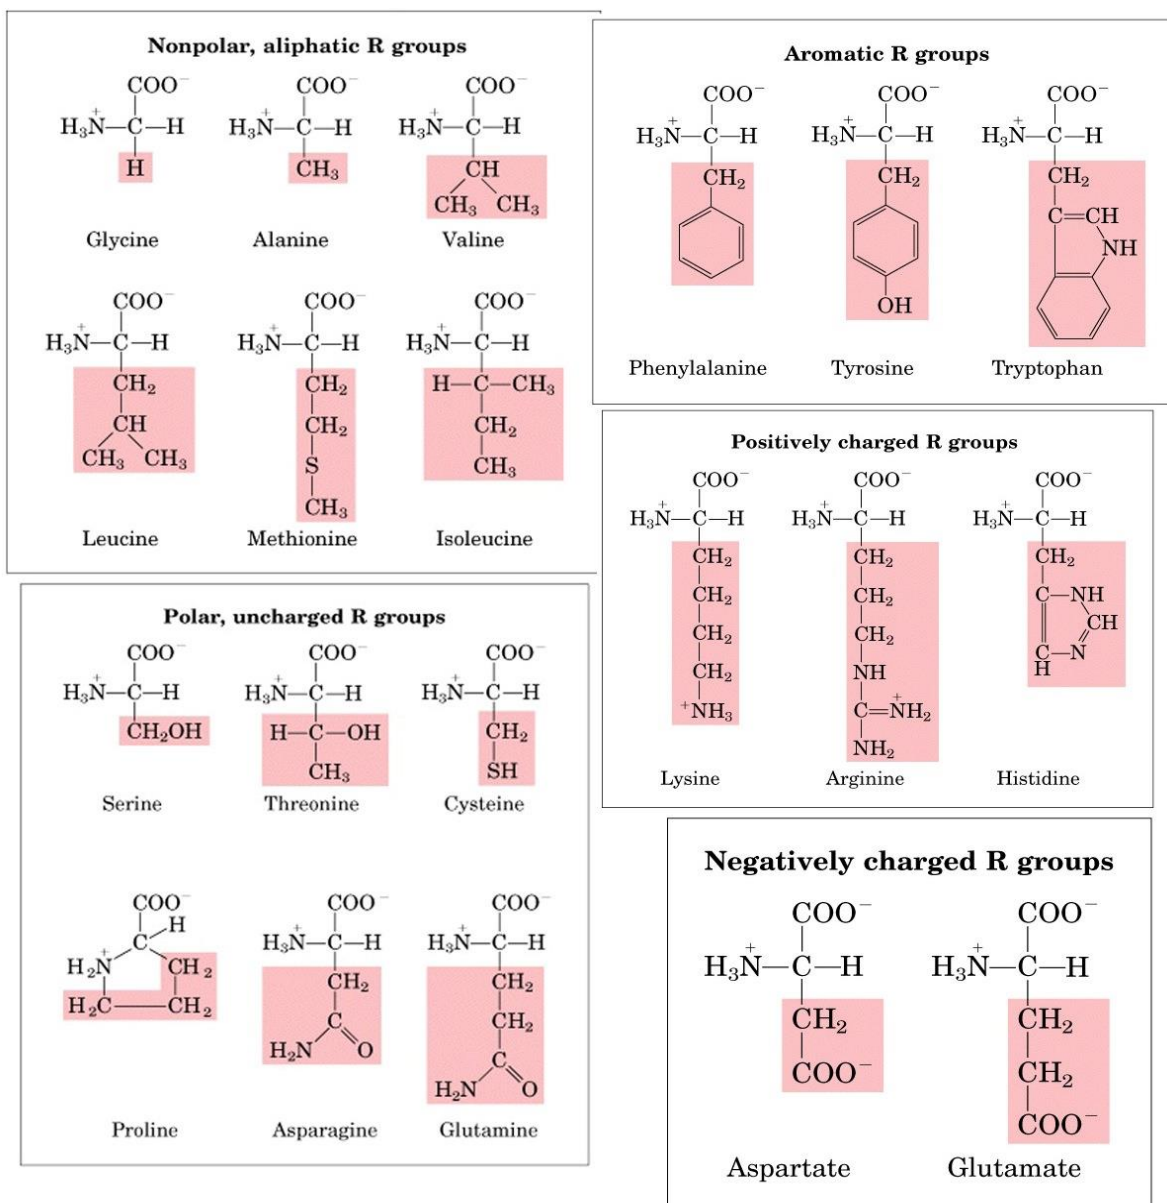 Nonpolar, aliphatic R groups
COO⁻ COO⁻ COO⁻
H₃N⁺—C—H H₃N⁺—C—H H₃N⁺—C—H
H CH₃ CH
CH₃ CH₃
Glycine Alanine Valine
COO⁻ COO⁻ COO⁻
H₃N⁺—C—H H₃N⁺—C—H H₃N⁺—C—H
CH₂ CH₂ H—C—CH₃
CH CH₂ CH₂
CH₃ CH₃ S CH₃
CH₃
Leucine Methionine Isoleucine
Aromatic R groups
COO⁻ COO⁻ COO⁻
H₃N⁺—C—H H₃N⁺—C—H H₃N⁺—C—H
CH₂ CH₂ CH₂
C=CH
NH
OH
Phenylalanine Tyrosine Tryptophan
Positively charged R groups
COO⁻ COO⁻ COO⁻
H₃N⁺—C—H H₃N⁺—C—H H₃N⁺—C—H
CH₂ CH₂ CH₂
CH₂ CH₂ C—NH
CH
CH₂ CH₂
C—N
H
CH₂ NH
⁺NH₃ C=N⁺H₂
NH₂
Lysine Arginine Histidine
Polar, uncharged R groups
COO⁻ COO⁻ COO⁻
H₃N⁺—C—H H₃N⁺—C—H H₃N⁺—C—H
CH₂OH H—C—OH CH₂
CH₃ SH
Serine Threonine Cysteine
COO⁻ COO⁻ COO⁻
H
C H₃N⁺—C—H H₃N⁺—C—H
H₂N⁺ CH₂ CH₂ CH₂
H₂C CH₂ C CH₂
H₂N O C
H₂N O
Proline Asparagine Glutamine
Negatively charged R groups
COO⁻ COO⁻
H₃N⁺—C—H H₃N⁺—C—H
CH₂ CH₂
COO⁻ CH₂
COO⁻
Aspartate Glutamate